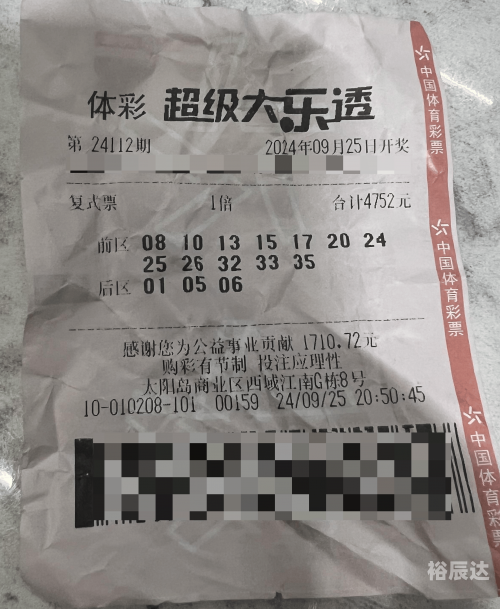 体彩 超级大乐透
第 24112期 2024年09月25日开奖
复式票 1倍 合计4752元
前区 08 10 13 15 17 20 24
25 26 32 33 35
后区 01 05 06
感谢您为公益事业贡献 1710.72元
购彩有节制 投注应理性
太阳岛商业区西域江南G栋8号
10-010208-101 00159 24/09/25 20:50:45
中国体育彩票
中国体育彩票
中国体育彩票
裕辰达